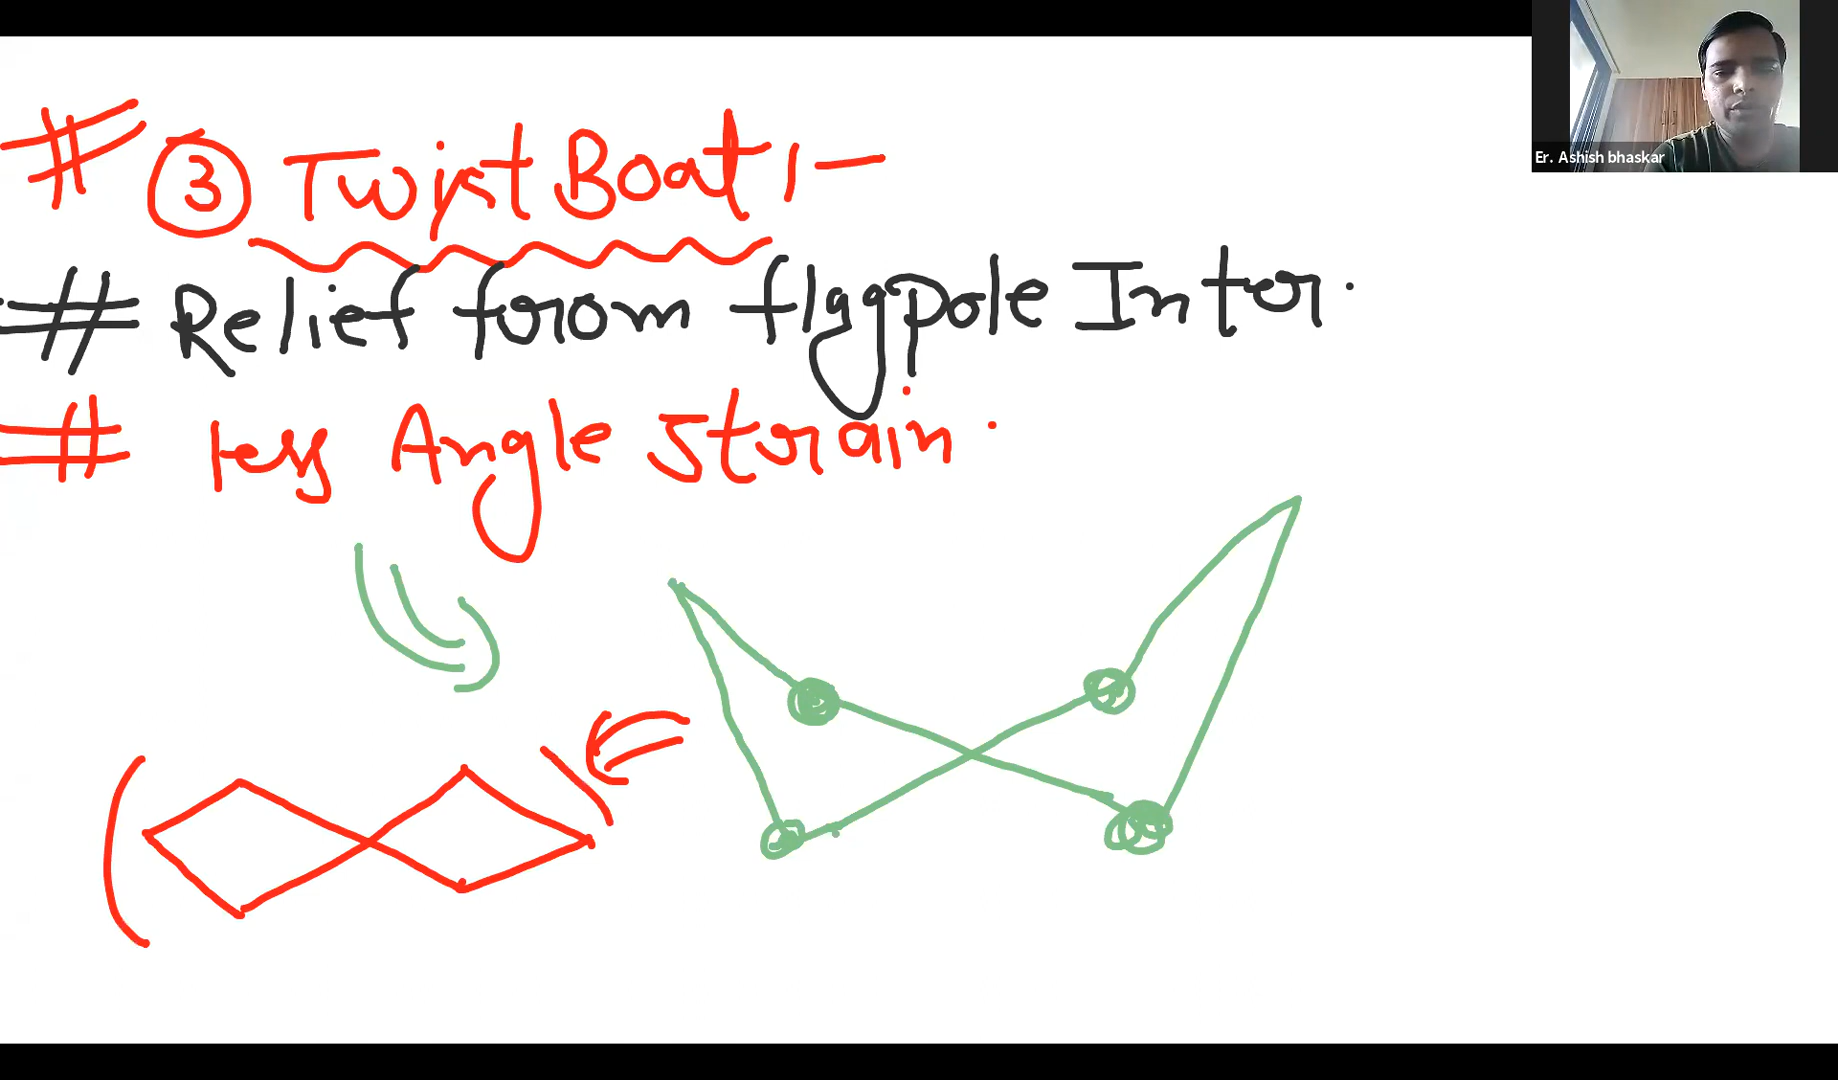 # ③ Twist Boat :-
# Relief from flagpole Inter.
# less Angle Strain.
Er. Ashish bhaskar